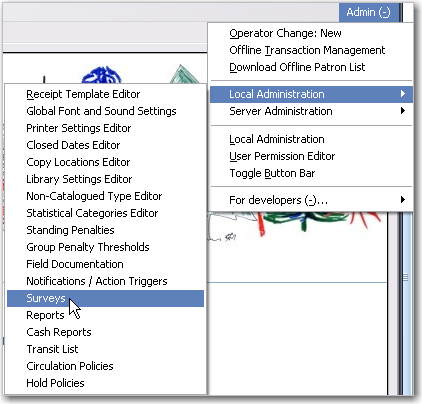 Admin (-)
Operator Change: New
Offline Transaction Management
Download Offline Patron List
Local Administration
Server Administration
Local Administration
User Permission Editor
Toggle Button Bar
For developers (-)...
Receipt Template Editor
Global Font and Sound Settings
Printer Settings Editor
Closed Dates Editor
Copy Locations Editor
Library Settings Editor
Non-Catalogued Type Editor
Statistical Categories Editor
Standing Penalties
Group Penalty Thresholds
Field Documentation
Notifications / Action Triggers
Surveys
Reports
Cash Reports
Transit List
Circulation Policies
Hold Policies